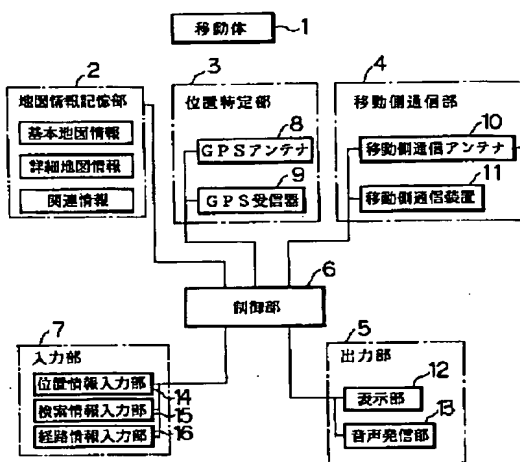 移動体
1
2
地図情報記憶部
基本地図情報
詳細地図情報
関連情報
3
位置特定部
8
GPSアンテナ
9
GPS受信器
4
移動側通信部
10
移動側通信アンテナ
11
移動側通信装置
6
制御部
7
入力部
位置情報入力部
14
検索情報入力部
15
経路情報入力部
16
5
出力部
12
表示部
13
音声発信部